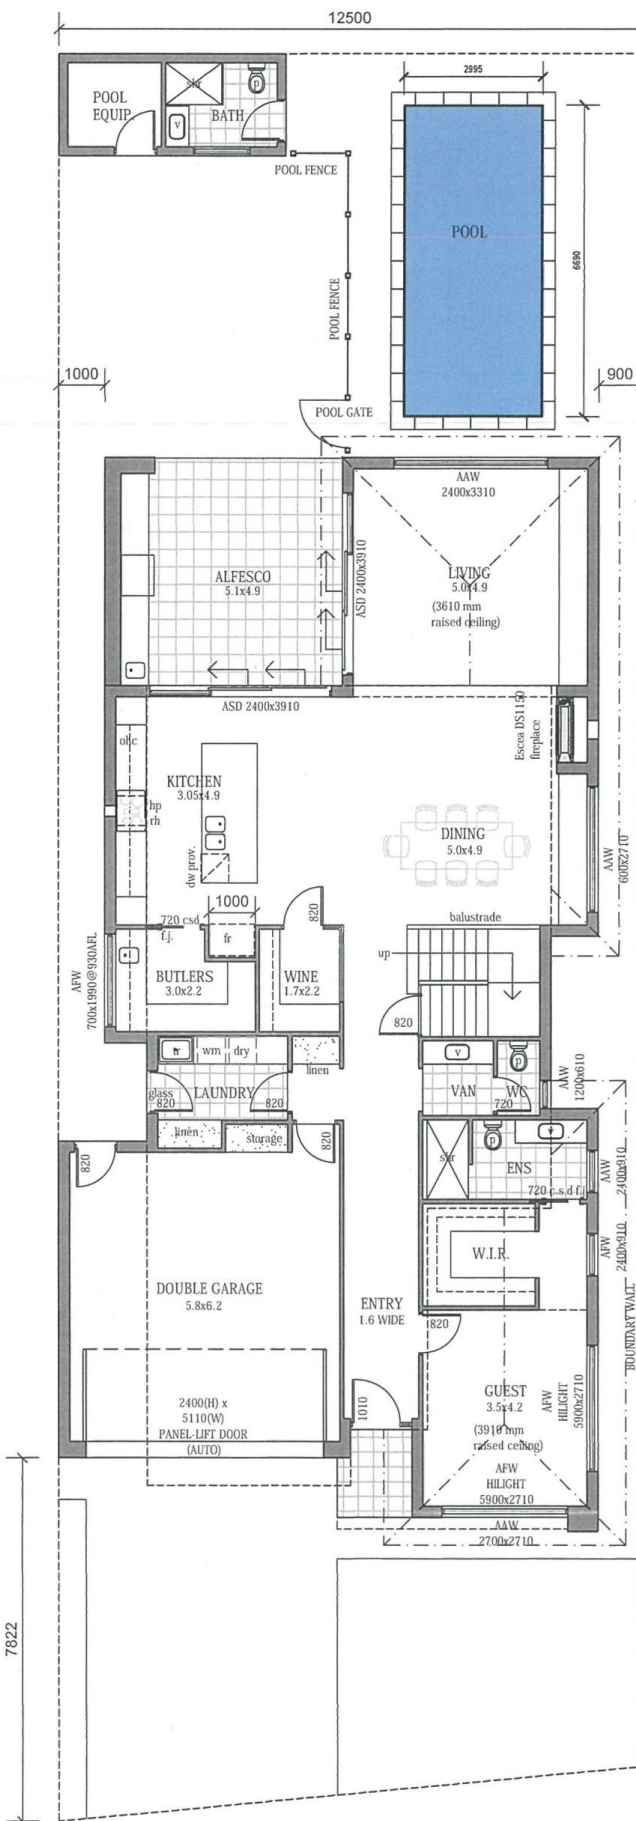 12500
2995
POOL
EQUIP.
shr
p
v
BATH
POOL FENCE
POOL
6690
POOL FENCE
1000
900
POOL GATE
AAW
2400x3310
ALFESCO
5.1x4.9
ASD 2400x3910
LIVING
5.0x4.9
(3610 mm
raised ceiling)
ASD 2400x3910
Escea DS1150
fireplace
ohc
KITCHEN
3.05x4.9
hp
rh
dw prov.
DINING
5.0x4.9
AAW
600x2710
1000
820
720 csd
f.j.
fr
balustrade
AFW
700x1990@930AFL
BUTLERS
3.0x2.2
WINE
1.7x2.2
up
820
tr
wm
dry
linen
v
p
VAN
WC
720
AAW
1200x610
glass
820
LAUNDRY
820
linen
storage
820
820
shr
p
v
ENS
720 c.s.d f.j.
AAW
2400x910
W.I.R.
AFW
2400x910
DOUBLE GARAGE
5.8x6.2
ENTRY
1.6 WIDE
820
BOUNDARY WALL
GUEST
3.5x4.2
(3910 mm
raised ceiling)
AFW
HILIGHT
5900x2710
1010
2400(H) x
5110(W)
PANEL-LIFT DOOR
(AUTO)
AFW
HILIGHT
5900x2710
AAW
2700x2710
7822